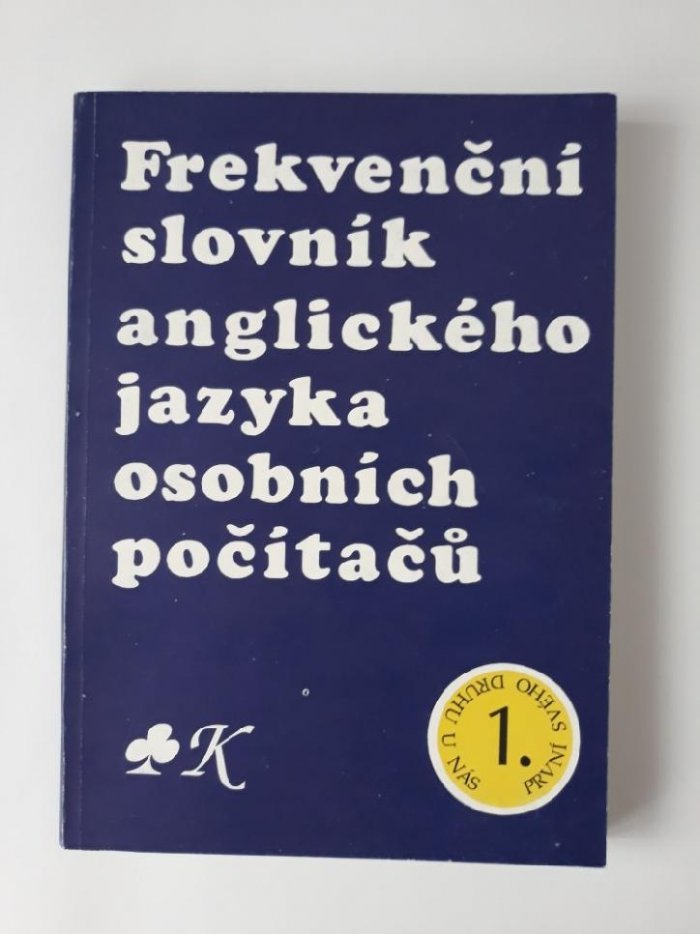 Frekvenční
slovník
anglického
jazyka
osobních
počítačů
K
1.
PRVNÍ SVÉHO DRUHU U NÁS